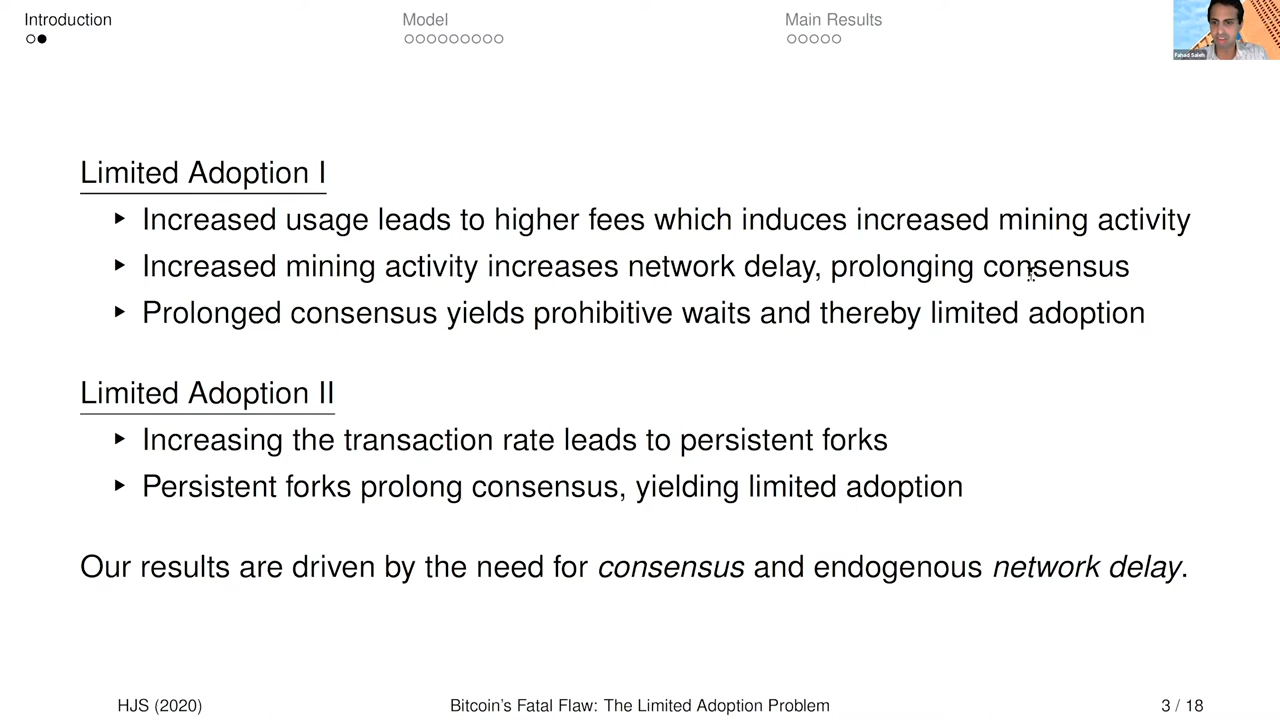 Introduction
Model
Main Results
Fahad Saleh
Limited Adoption I
Increased usage leads to higher fees which induces increased mining activity
Increased mining activity increases network delay, prolonging consensus
Prolonged consensus yields prohibitive waits and thereby limited adoption
Limited Adoption II
Increasing the transaction rate leads to persistent forks
Persistent forks prolong consensus, yielding limited adoption
Our results are driven by the need for consensus and endogenous network delay.
HJS (2020)
Bitcoin's Fatal Flaw: The Limited Adoption Problem
3 / 18